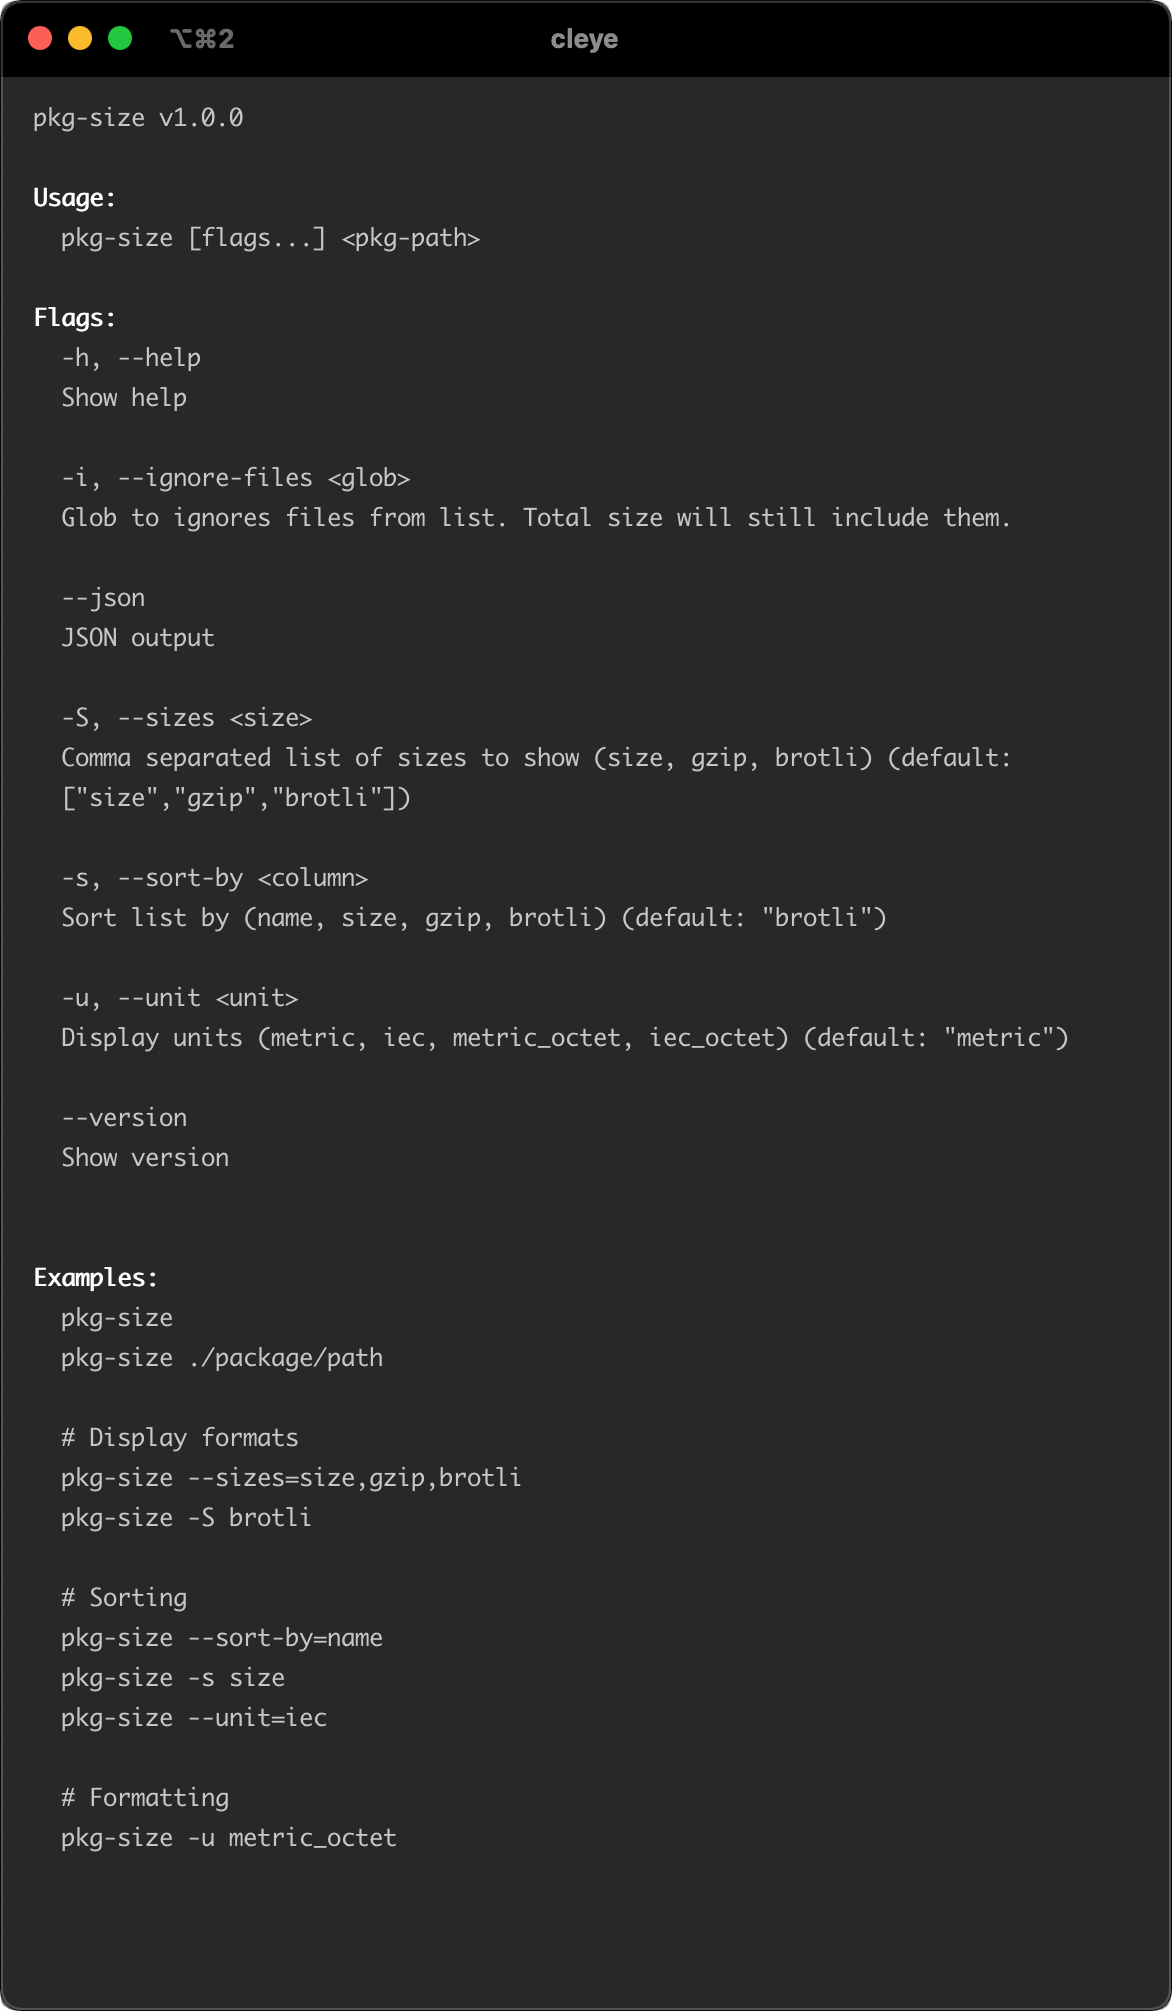 ⌥⌘2 cleye
pkg-size v1.0.0
Usage:
pkg-size [flags...] <pkg-path>
Flags:
-h, --help
Show help
-i, --ignore-files <glob>
Glob to ignores files from list. Total size will still include them.
--json
JSON output
-S, --sizes <size>
Comma separated list of sizes to show (size, gzip, brotli) (default:
["size","gzip","brotli"])
-s, --sort-by <column>
Sort list by (name, size, gzip, brotli) (default: "brotli")
-u, --unit <unit>
Display units (metric, iec, metric_octet, iec_octet) (default: "metric")
--version
Show version
Examples:
pkg-size
pkg-size ./package/path
# Display formats
pkg-size --sizes=size,gzip,brotli
pkg-size -S brotli
# Sorting
pkg-size --sort-by=name
pkg-size -s size
pkg-size --unit=iec
# Formatting
pkg-size -u metric_octet